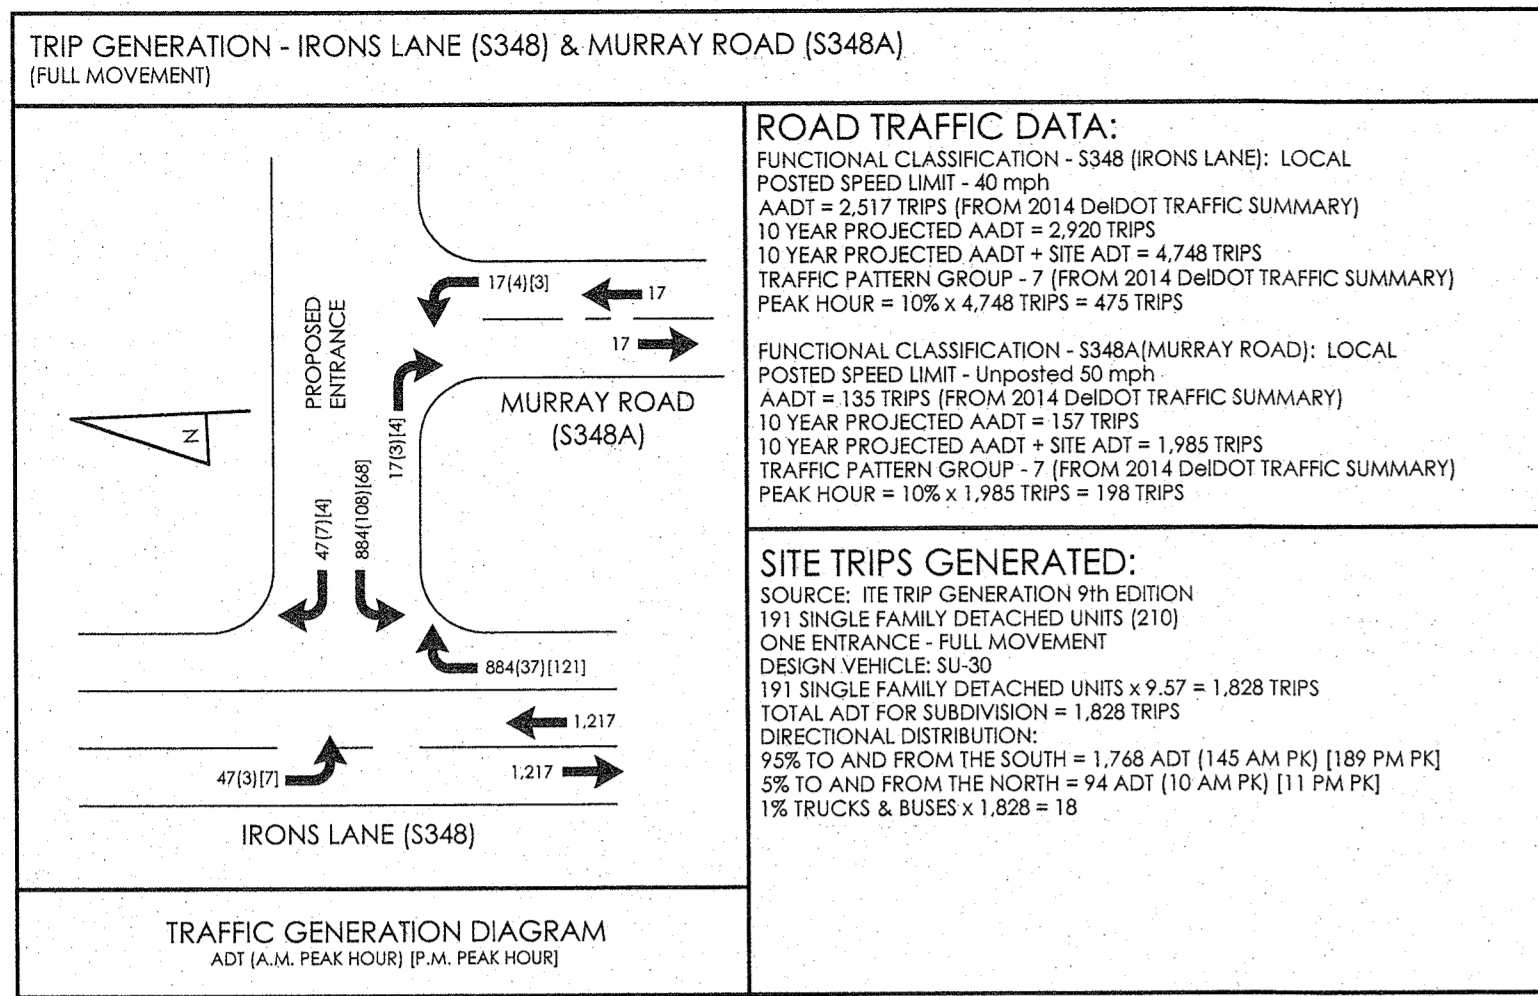 TRIP GENERATION - IRONS LANE (S348) & MURRAY ROAD (S348A)
(FULL MOVEMENT)
PROPOSED
ENTRANCE
17(4)[3]
17
17
17(3)[4]
MURRAY ROAD
(S348A)
N
47(7)[4]
884(108)[68]
884(37)[121]
1,217
47(3)[7]
1,217
IRONS LANE (S348)
TRAFFIC GENERATION DIAGRAM
ADT (A.M. PEAK HOUR) [P.M. PEAK HOUR]
ROAD TRAFFIC DATA:
FUNCTIONAL CLASSIFICATION - S348 (IRONS LANE): LOCAL
POSTED SPEED LIMIT - 40 mph
AADT = 2,517 TRIPS (FROM 2014 DelDOT TRAFFIC SUMMARY)
10 YEAR PROJECTED AADT = 2,920 TRIPS
10 YEAR PROJECTED AADT + SITE ADT = 4,748 TRIPS
TRAFFIC PATTERN GROUP - 7 (FROM 2014 DelDOT TRAFFIC SUMMARY)
PEAK HOUR = 10% x 4,748 TRIPS = 475 TRIPS
FUNCTIONAL CLASSIFICATION - S348A(MURRAY ROAD): LOCAL
POSTED SPEED LIMIT - Unposted 50 mph
AADT = 135 TRIPS (FROM 2014 DelDOT TRAFFIC SUMMARY)
10 YEAR PROJECTED AADT = 157 TRIPS
10 YEAR PROJECTED AADT + SITE ADT = 1,985 TRIPS
TRAFFIC PATTERN GROUP - 7 (FROM 2014 DelDOT TRAFFIC SUMMARY)
PEAK HOUR = 10% x 1,985 TRIPS = 198 TRIPS
SITE TRIPS GENERATED:
SOURCE: ITE TRIP GENERATION 9th EDITION
191 SINGLE FAMILY DETACHED UNITS (210)
ONE ENTRANCE - FULL MOVEMENT
DESIGN VEHICLE: SU-30
191 SINGLE FAMILY DETACHED UNITS x 9.57 = 1,828 TRIPS
TOTAL ADT FOR SUBDIVISION = 1,828 TRIPS
DIRECTIONAL DISTRIBUTION:
95% TO AND FROM THE SOUTH = 1,768 ADT (145 AM PK) [189 PM PK]
5% TO AND FROM THE NORTH = 94 ADT (10 AM PK) [11 PM PK]
1% TRUCKS & BUSES x 1,828 = 18